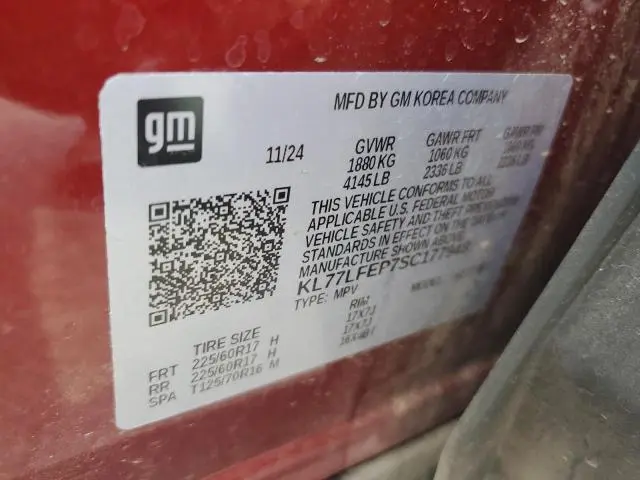 gm
MFD BY GM KOREA COMPANY
11/24
GVWR GAWR FRT GAWR
1880 KG 1060 KG KG
4145 LB 2336 LB LB
THIS VEHICLE CONFORMS TO ALL
APPLICABLE U.S. FEDERAL MOTOR
VEHICLE SAFETY AND THEFT PREVENTION
STANDARDS IN EFFECT ON THE DATE OF
MANUFACTURE SHOWN ABOVE.
TYPE: MPV
TIRE SIZE RIM
FRT 225/60R17 H 17X7J
RR 225/60R17 H 17X7J
SPA T125/70R16 M